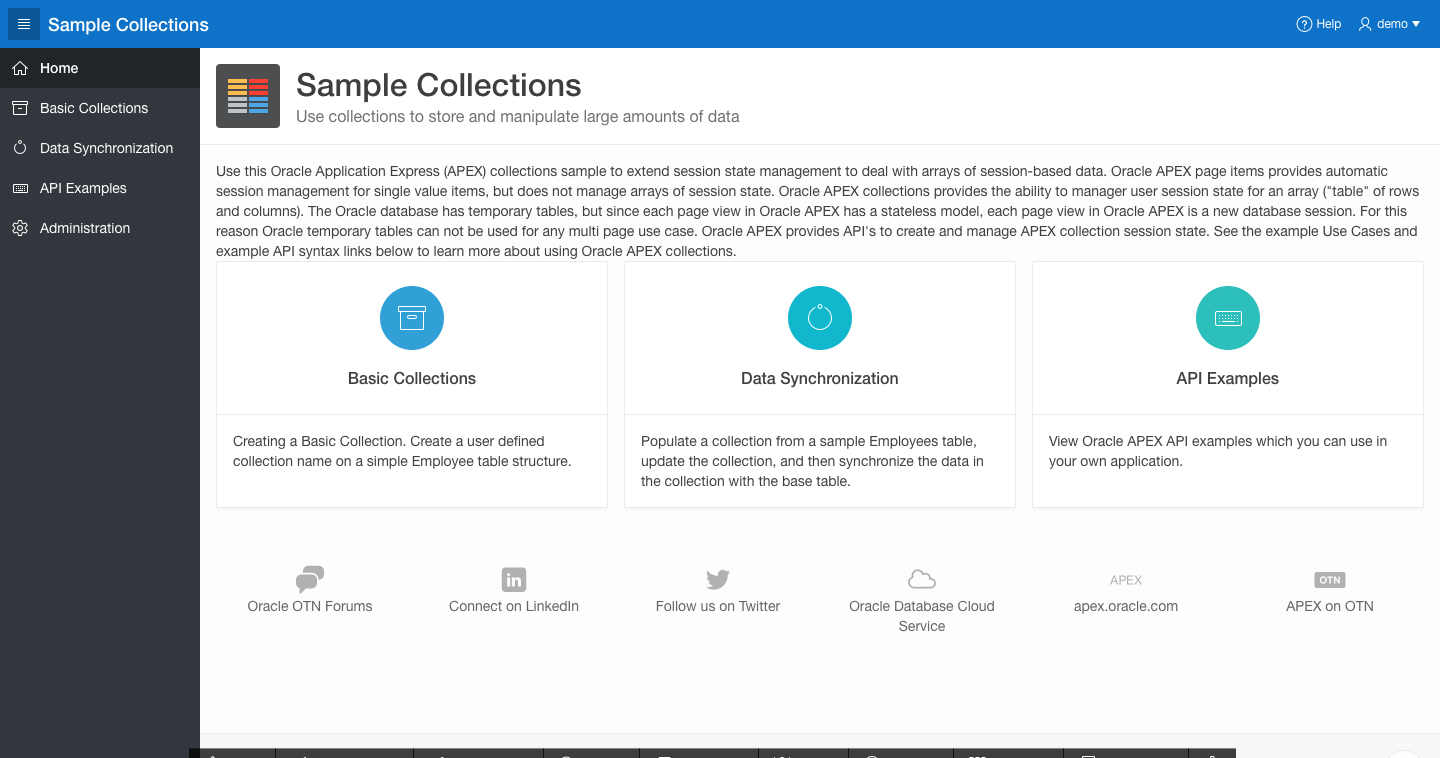 Sample Collections
Help
demo
Home
Basic Collections
Data Synchronization
API Examples
Administration
Sample Collections
Use collections to store and manipulate large amounts of data
Use this Oracle Application Express (APEX) collections sample to extend session state management to deal with arrays of session-based data. Oracle APEX page items provides automatic
session management for single value items, but does not manage arrays of session state. Oracle APEX collections provides the ability to manager user session state for an array ("table" of rows
and columns). The Oracle database has temporary tables, but since each page view in Oracle APEX has a stateless model, each page view in Oracle APEX is a new database session. For this
reason Oracle temporary tables can not be used for any multi page use case. Oracle APEX provides API's to create and manage APEX collection session state. See the example Use Cases and
example API syntax links below to learn more about using Oracle APEX collections.
Basic Collections
Creating a Basic Collection. Create a user defined
collection name on a simple Employee table structure.
Data Synchronization
Populate a collection from a sample Employees table,
update the collection, and then synchronize the data in
the collection with the base table.
API Examples
View Oracle APEX API examples which you can use in
your own application.
Oracle OTN Forums
in
Connect on LinkedIn
Follow us on Twitter
Oracle Database Cloud
Service
APEX
apex.oracle.com
OTN
APEX on OTN